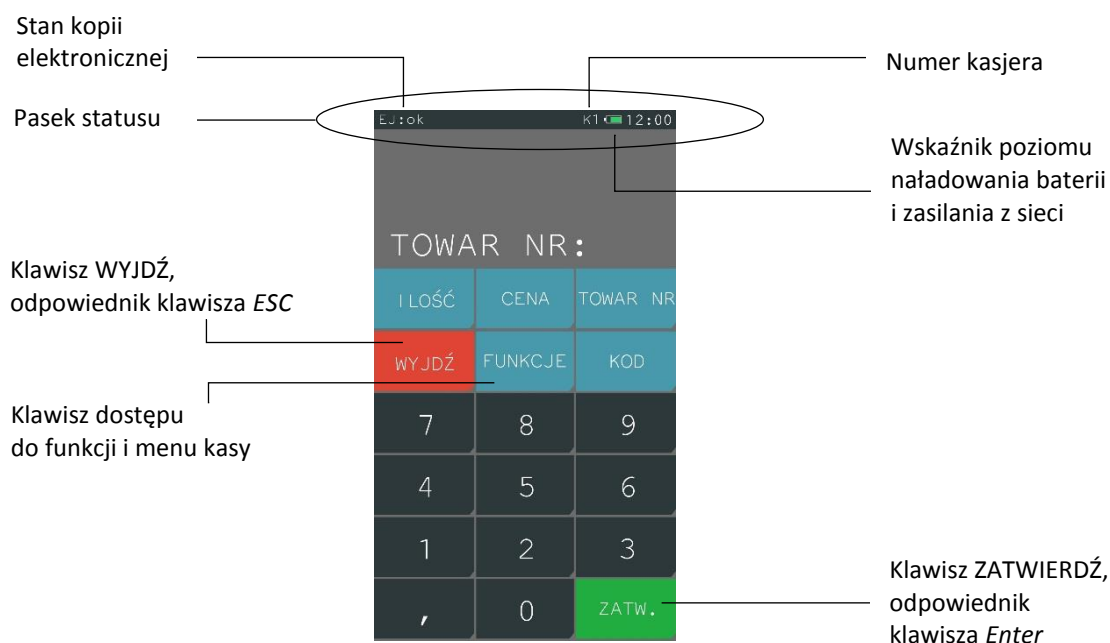 Stan kopii
elektronicznej
Numer kasjera
Pasek statusu
EJ:ok K1 12:00
Wskaźnik poziomu
naładowania baterii
i zasilania z sieci
TOWAR NR:
Klawisz WYJDŹ,
odpowiednik klawisza ESC
ILOŚĆ CENA TOWAR NR
WYJDŹ FUNKCJE KOD
Klawisz dostępu
do funkcji i menu kasy
7 8 9
4 5 6
1 2 3
, 0 ZATW.
Klawisz ZATWIERDŹ,
odpowiednik
klawisza Enter